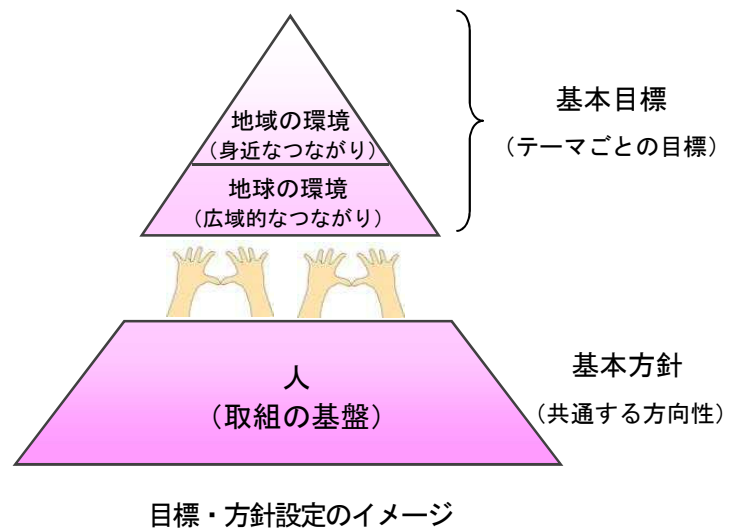 地域の環境
（身近なつながり）
地球の環境
（広域的なつながり）
基本目標
（テーマごとの目標）
人
（取組の基盤）
基本方針
（共通する方向性）
目標・方針設定のイメージ